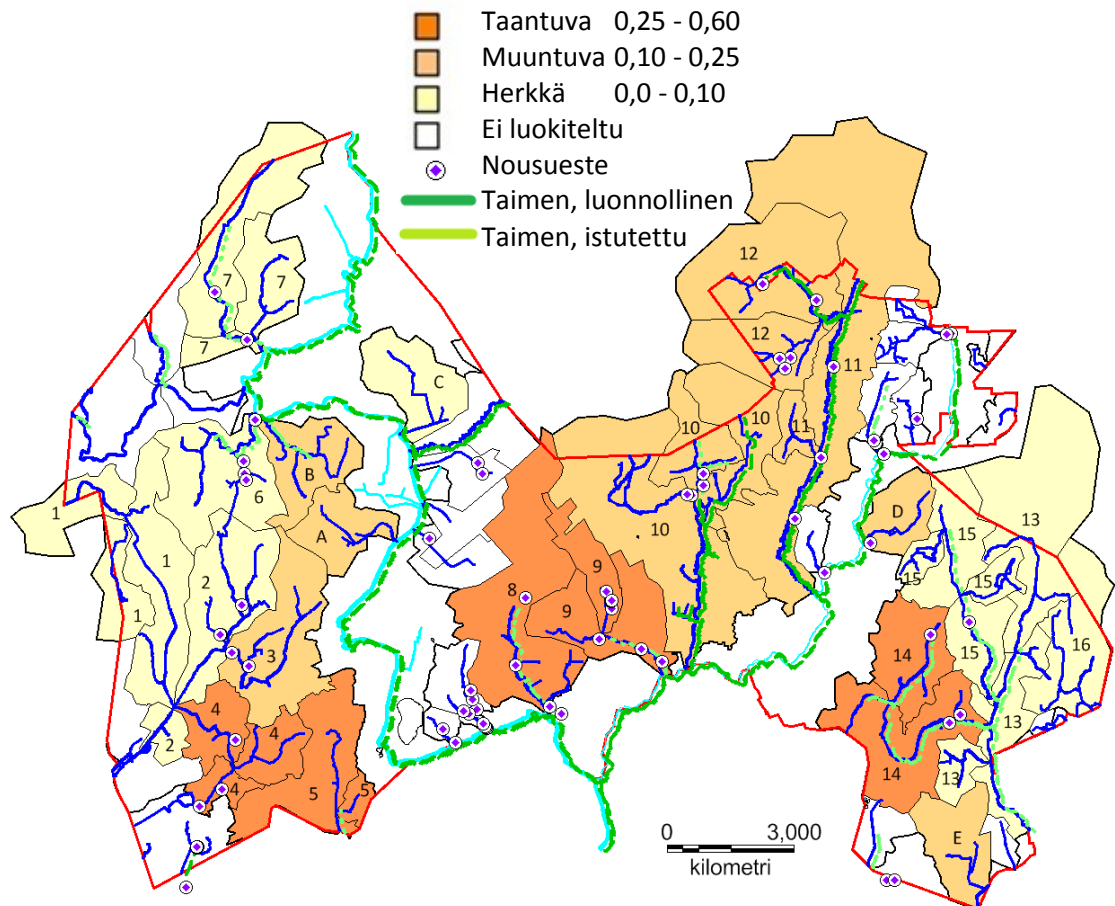 Taantuva 0,25 - 0,60
Muuntuva 0,10 - 0,25
Herkkä 0,0 - 0,10
Ei luokiteltu
Nousueste
Taimen, luonnollinen
Taimen, istutettu
12
7
7
7
12
11
C
10
10
11
B
6
1
A
D
10
15
13
1
15
15
2
8
9
9
1
3
14
15
16
4
4
2
13
14
13
4
5
5
E
0 3,000
kilometri